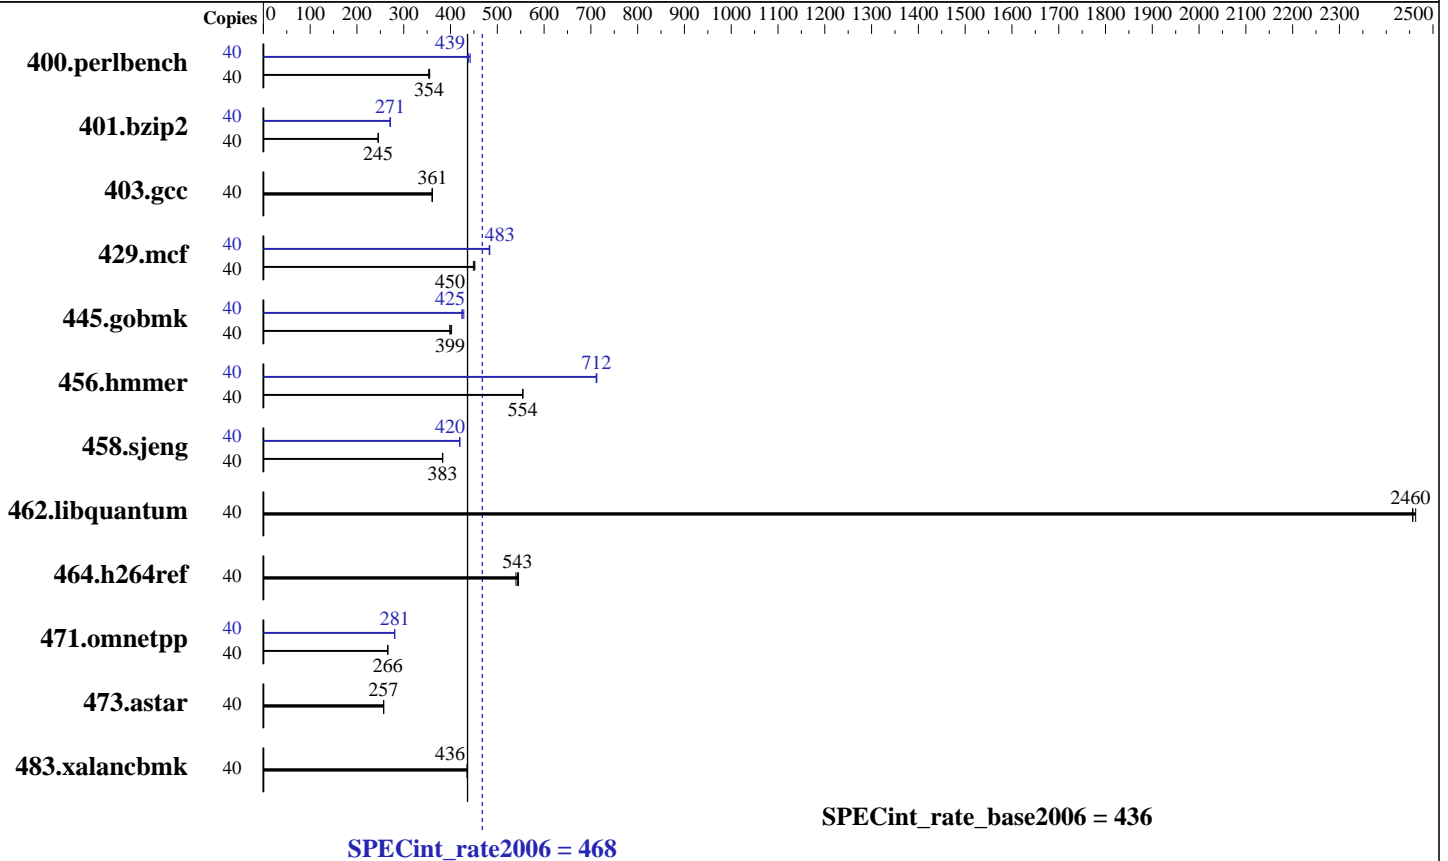 Copies 0 100 200 300 400 500 600 700 800 900 1000 1100 1200 1300 1400 1500 1600 1700 1800 1900 2000 2100 2200 2300 2500
400.perlbench 40 439
40 354
401.bzip2 40 271
40 245
403.gcc 40 361
429.mcf 40 483
40 450
445.gobmk 40 425
40 399
456.hmmer 40 712
40 554
458.sjeng 40 420
40 383
462.libquantum 40 2460
464.h264ref 40 543
471.omnetpp 40 281
40 266
473.astar 40 257
483.xalancbmk 40 436
SPECint_rate_base2006 = 436
SPECint_rate2006 = 468